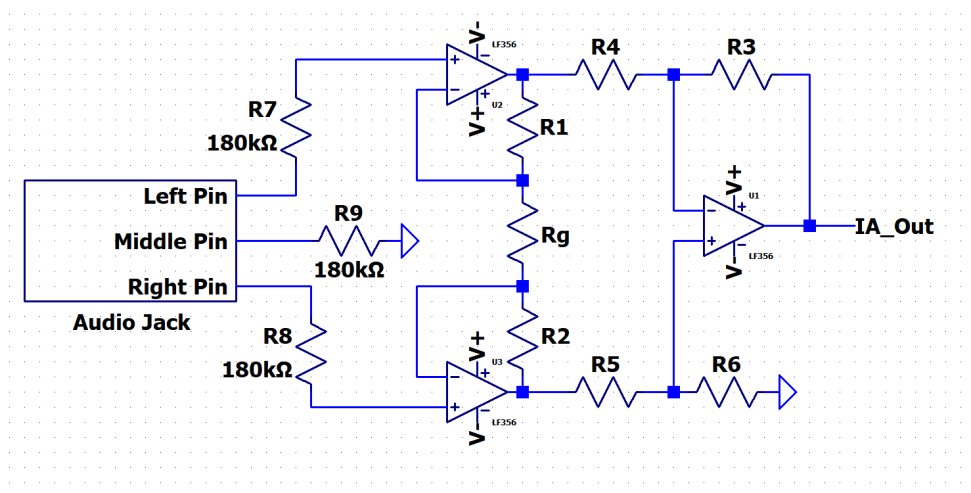 V-
LF356
+
−
−
+
U2
V+
R4
R3
R7
180kΩ
R1
Left Pin
V+
U1
R9
−
+
+
−
IA_Out
Middle Pin
Rg
V-
LF356
180kΩ
Right Pin
Audio Jack
R8
180kΩ
V+
U3
R2
R5
R6
−
+
+
−
LF356
V-